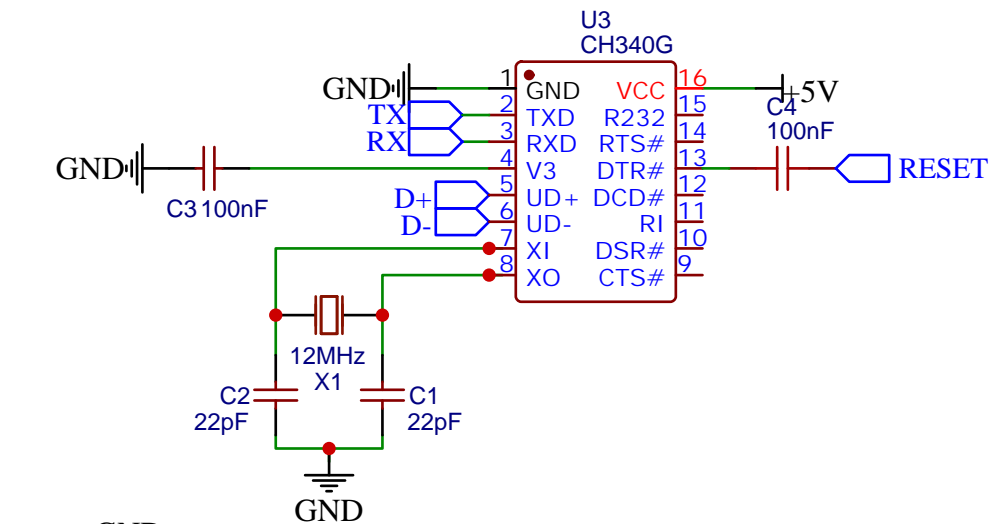 U3
CH340G
GND 1 GND VCC 16 +5V
TX 2 TXD R232 15 C4
RX 3 RXD RTS# 14 100nF
GND 4 V3 DTR# 13 RESET
C3 100nF
D+ 5 UD+ DCD# 12
D- 6 UD- RI 11
7 XI DSR# 10
8 XO CTS# 9
12MHz
X1
C2 C1
22pF 22pF
GND
GND